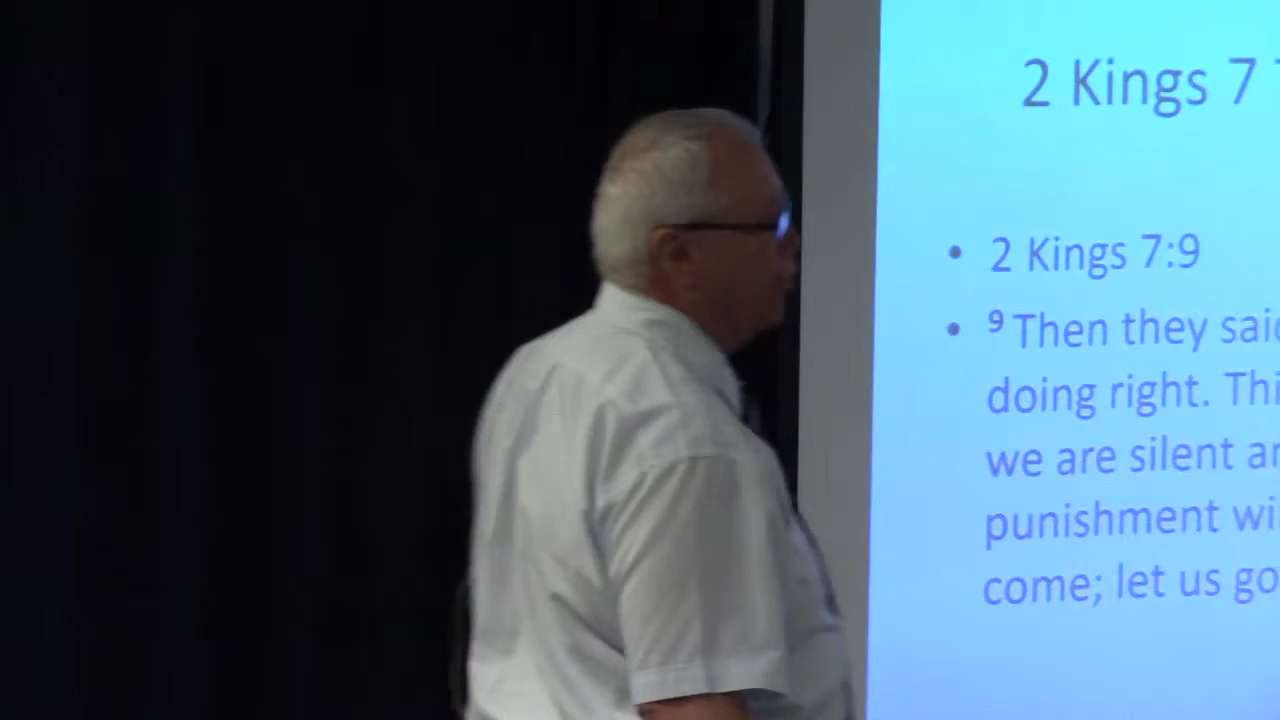 2 Kings 7
• 2 Kings 7:9
• 9 Then they said
doing right. Thi
we are silent an
punishment wi
come; let us go